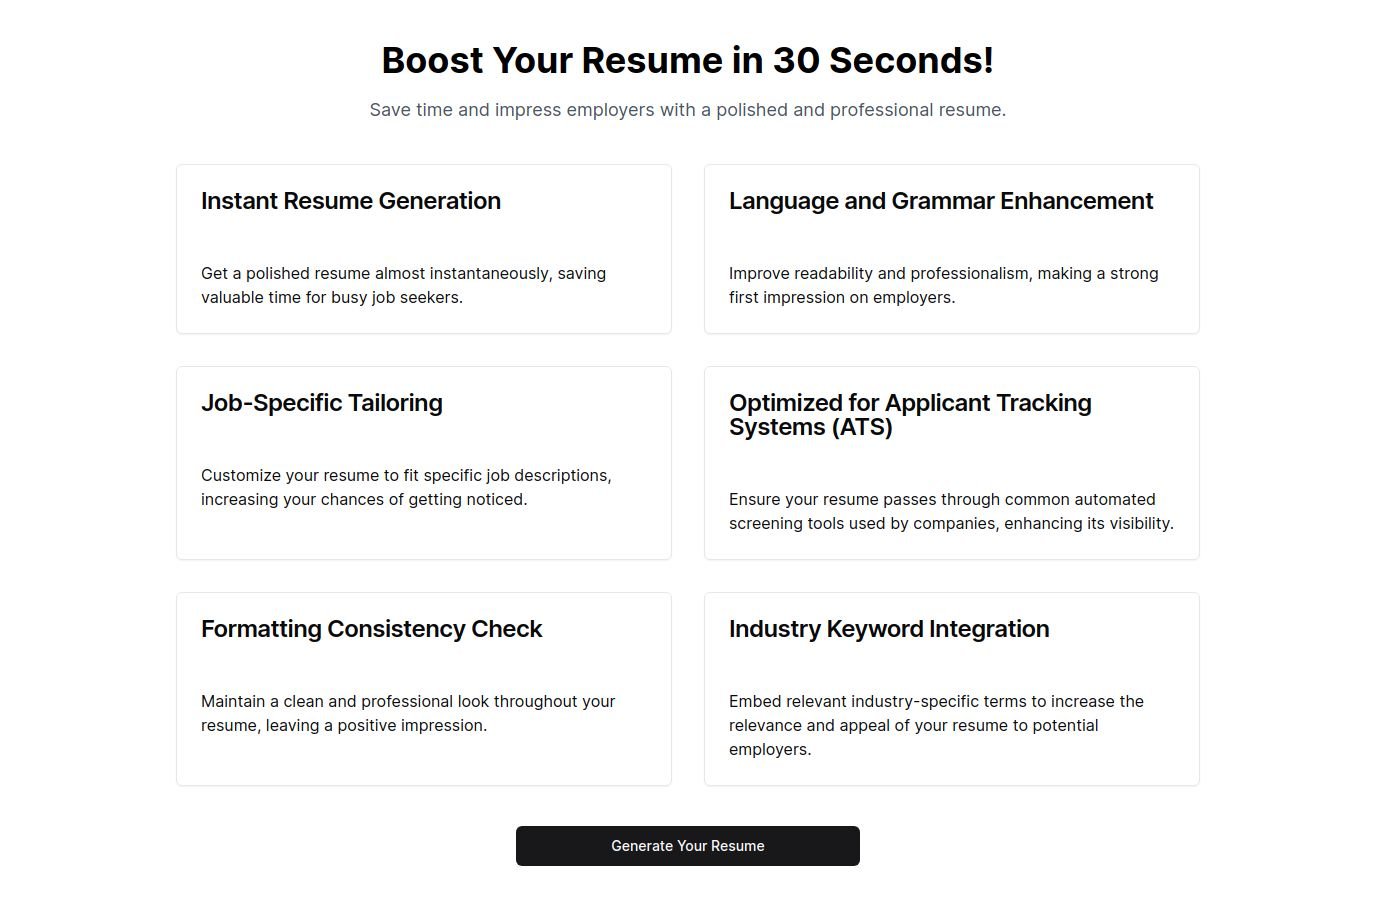 Boost Your Resume in 30 Seconds!
Save time and impress employers with a polished and professional resume.
Instant Resume Generation
Get a polished resume almost instantaneously, saving
valuable time for busy job seekers.
Language and Grammar Enhancement
Improve readability and professionalism, making a strong
first impression on employers.
Job-Specific Tailoring
Customize your resume to fit specific job descriptions,
increasing your chances of getting noticed.
Optimized for Applicant Tracking
Systems (ATS)
Ensure your resume passes through common automated
screening tools used by companies, enhancing its visibility.
Formatting Consistency Check
Maintain a clean and professional look throughout your
resume, leaving a positive impression.
Industry Keyword Integration
Embed relevant industry-specific terms to increase the
relevance and appeal of your resume to potential
employers.
Generate Your Resume